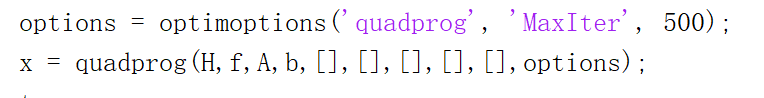 options = optimoptions('quadprog', 'MaxIter', 500);
x = quadprog(H,f,A,b,[],[],[],[],[],options);